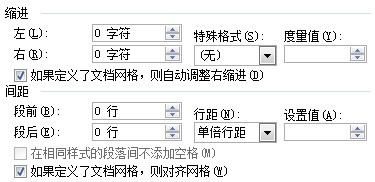 缩进
左(L): 0 字符 特殊格式(S): 度量值(Y):
右(R): 0 字符 (无)
如果定义了文档网格，则自动调整右缩进(D)
间距
段前(B): 0 行 行距(N): 设置值(A):
段后(E): 0 行 单倍行距
在相同样式的段落间不添加空格(M)
如果定义了文档网格，则对齐网格(W)